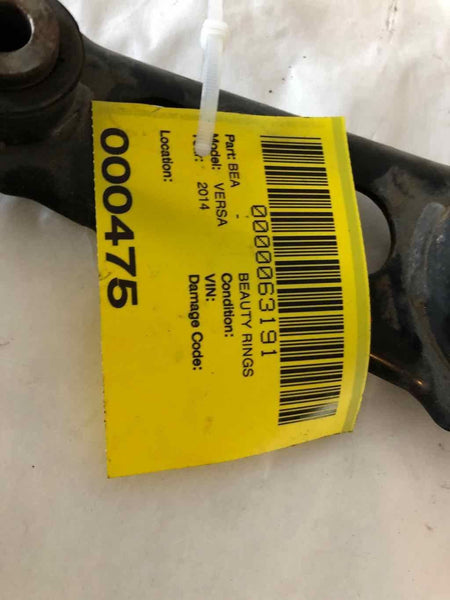 0000063191
Part: BEA - BEAUTY RINGS
Model: VERSA Condition:
2014 VIN:
Damage Code:
Location:
000475